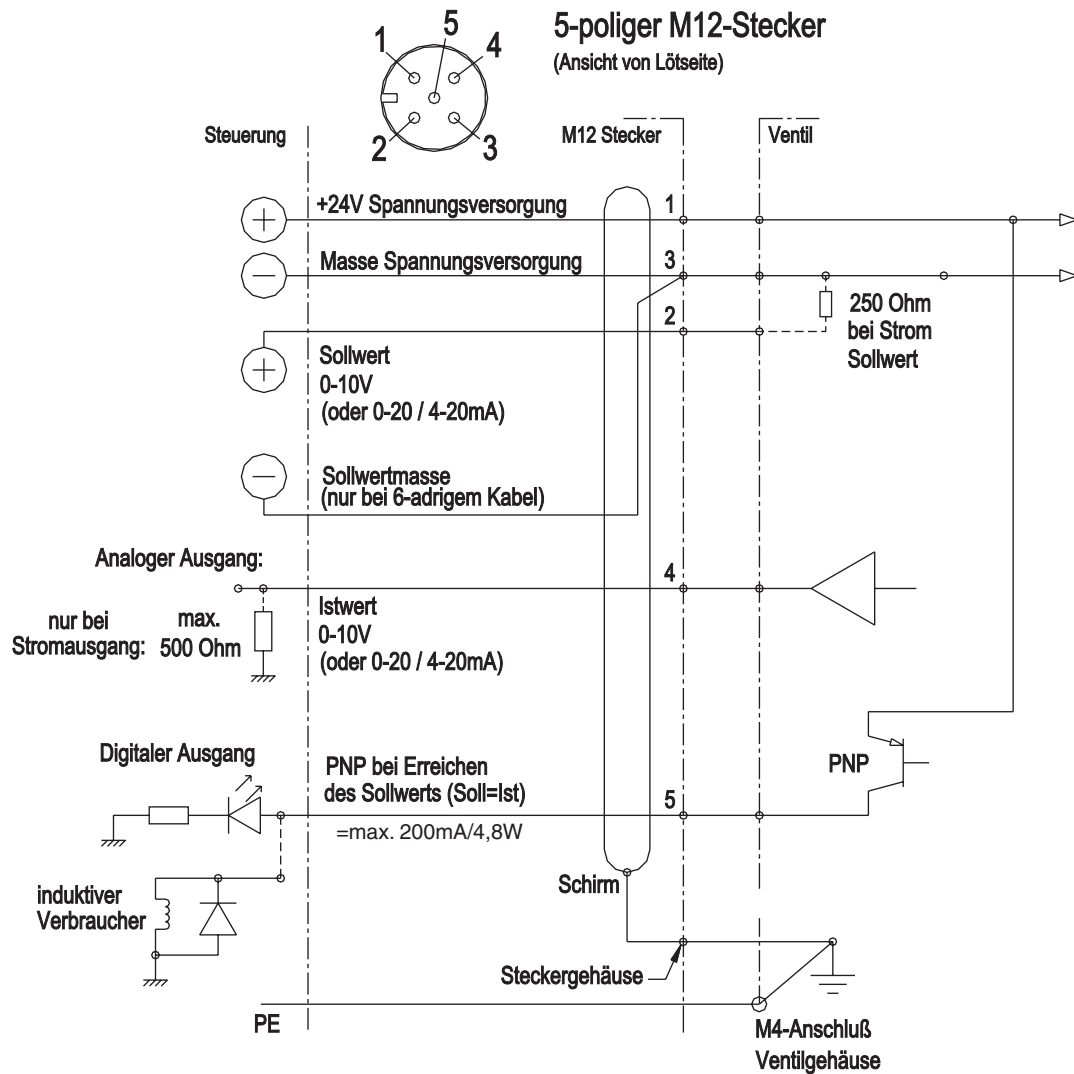 5-poliger M12-Stecker
(Ansicht von Lötseite)
5
1
4
2
3
Steuerung
M12 Stecker
Ventil
+24V Spannungsversorgung
1
Masse Spannungsversorgung
3
2
250 Ohm
bei Strom
Sollwert
Sollwert
0-10V
(oder 0-20 / 4-20mA)
Sollwertmasse
(nur bei 6-adrigem Kabel)
Analoger Ausgang:
4
nur bei
Stromausgang:
max.
500 Ohm
Istwert
0-10V
(oder 0-20 / 4-20mA)
Digitaler Ausgang
PNP bei Erreichen
des Sollwerts (Soll=Ist)
=max. 200mA/4,8W
5
PNP
induktiver
Verbraucher
Schirm
Steckergehäuse
PE
M4-Anschluß
Ventilgehäuse